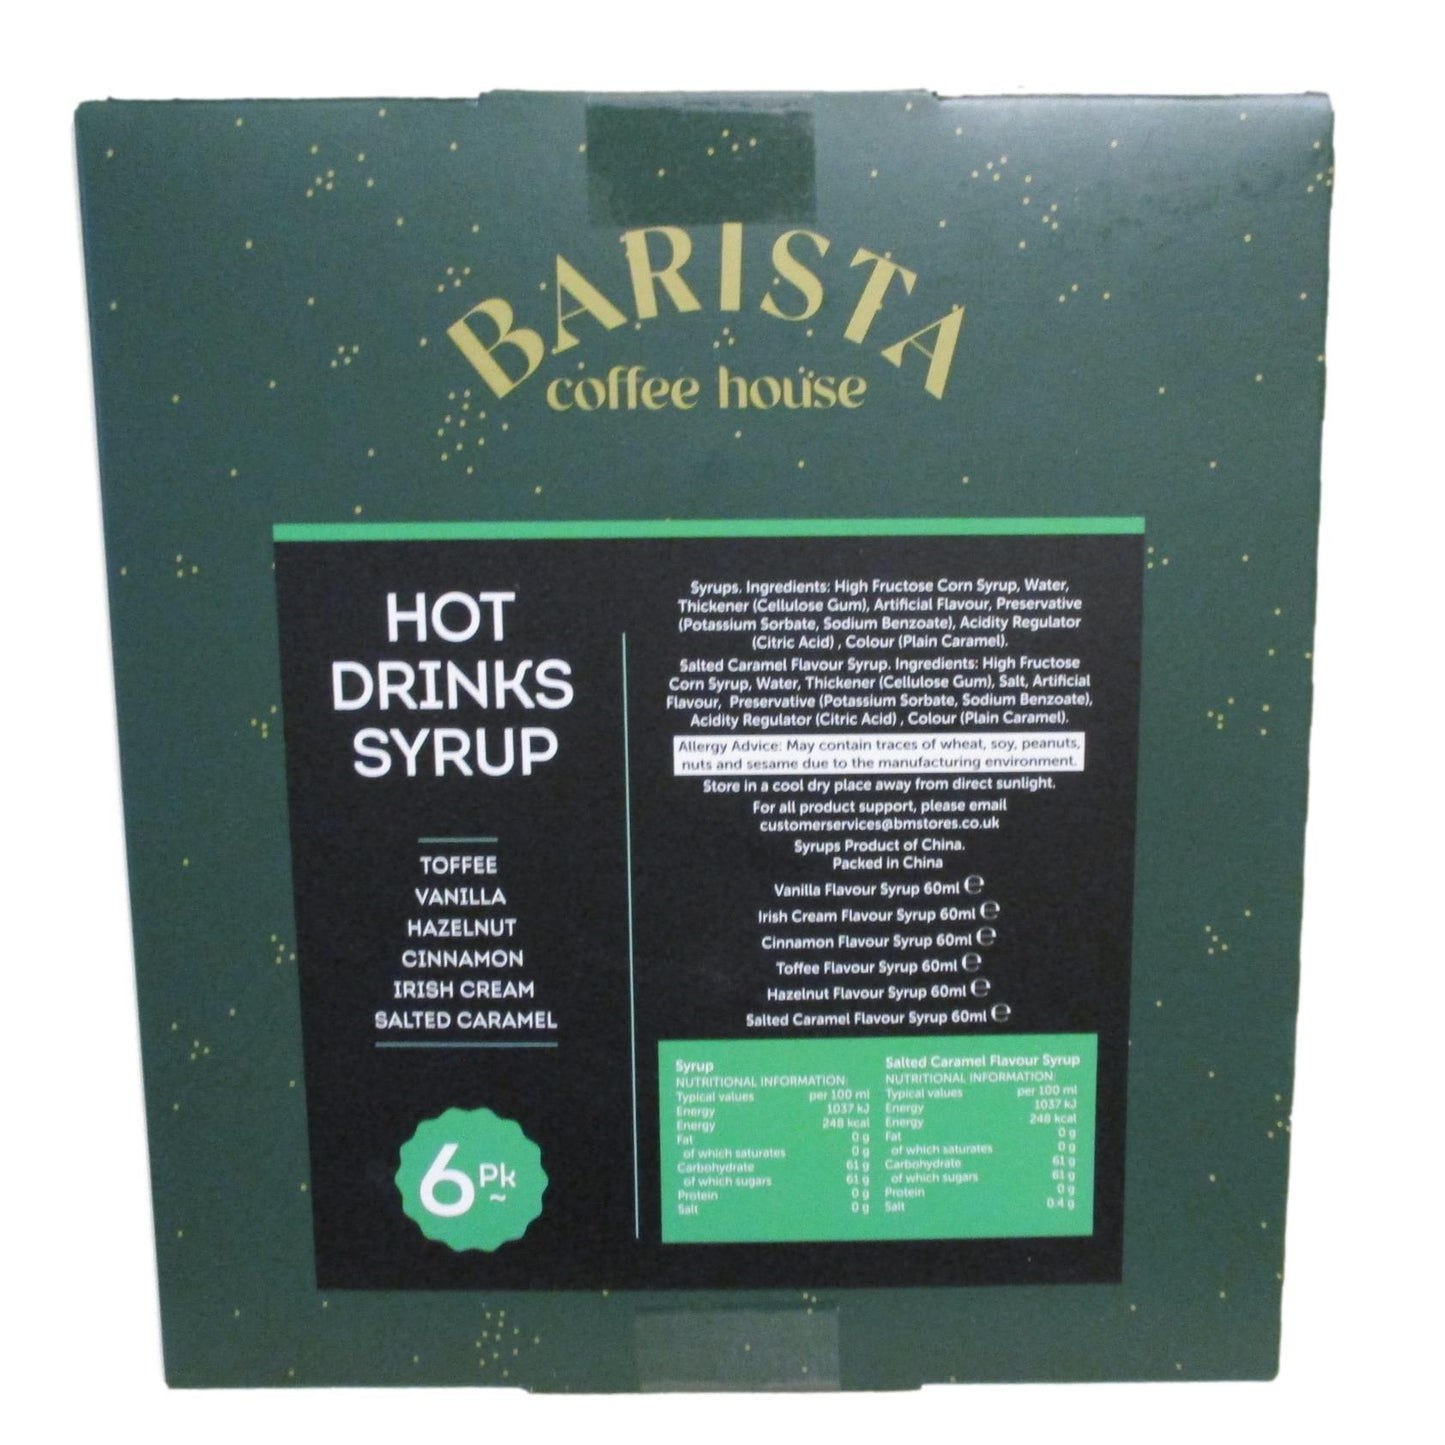 BARISTA
coffee house
HOT
DRINKS
SYRUP
TOFFEE
VANILLA
HAZELNUT
CINNAMON
IRISH CREAM
SALTED CARAMEL
6 Pk
Syrups. Ingredients: High Fructose Corn Syrup, Water,
Thickener (Cellulose Gum), Artificial Flavour, Preservative
(Potassium Sorbate, Sodium Benzoate), Acidity Regulator
(Citric Acid) , Colour (Plain Caramel).
Salted Caramel Flavour Syrup. Ingredients: High Fructose
Corn Syrup, Water, Thickener (Cellulose Gum), Salt, Artificial
Flavour, Preservative (Potassium Sorbate, Sodium Benzoate),
Acidity Regulator (Citric Acid) , Colour (Plain Caramel).
Allergy Advice: May contain traces of wheat, soy, peanuts,
nuts and sesame due to the manufacturing environment.
Store in a cool dry place away from direct sunlight.
For all product support, please email
customerservices@bmstores.co.uk
Syrups Product of China.
Packed in China
Vanilla Flavour Syrup 60ml ℮
Irish Cream Flavour Syrup 60ml ℮
Cinnamon Flavour Syrup 60ml ℮
Toffee Flavour Syrup 60ml ℮
Hazelnut Flavour Syrup 60ml ℮
Salted Caramel Flavour Syrup 60ml ℮
Syrup
NUTRITIONAL INFORMATION:
Typical values per 100 ml
Energy 1037 kJ
Energy 248 kcal
Fat 0 g
of which saturates 0 g
Carbohydrate 61 g
of which sugars 61 g
Protein 0 g
Salt 0 g
Salted Caramel Flavour Syrup
NUTRITIONAL INFORMATION:
Typical values per 100 ml
Energy 1037 kJ
Energy 248 kcal
Fat 0 g
of which saturates 0 g
Carbohydrate 61 g
of which sugars 61 g
Protein 0 g
Salt 0.4 g